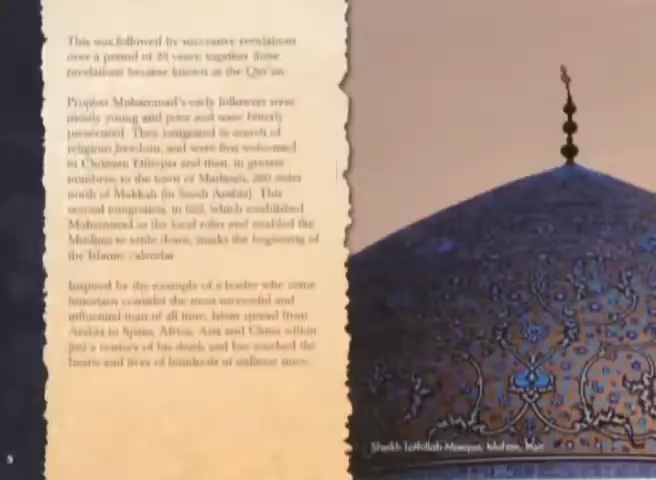 This was followed by successive revelations
over a period of 23 years; together these
revelations became known as the Qur'an.
Prophet Muhammad's early followers were
mostly young and poor and were bitterly
persecuted. They emigrated in search of
religious freedom, and were first welcomed
in Christian Ethiopia and then, in greater
numbers, to the town of Madinah, 260 miles
north of Makkah (in Saudi Arabia). This
second emigration, in 622, which established
Muhammad as the local ruler and enabled the
Muslims to settle down, marks the beginning of
the Islamic calendar.
Inspired by the example of a leader who some
historians consider the most successful and
influential man of all time, Islam spread from
Arabia to Spain, Africa, Asia and China within
just a century of his death and has touched the
hearts and lives of hundreds of millions since.
Sheikh Lotfollah Mosque, Iran